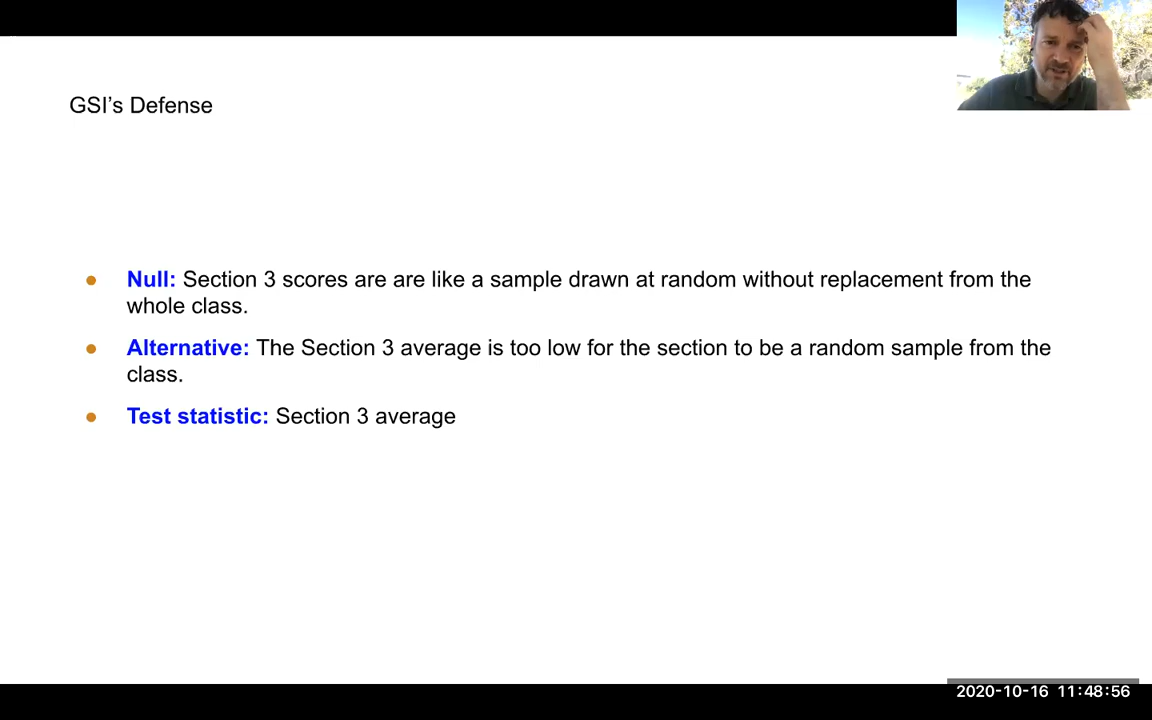 GSI's Defense
● Null: Section 3 scores are are like a sample drawn at random without replacement from the
whole class.
● Alternative: The Section 3 average is too low for the section to be a random sample from the
class.
● Test statistic: Section 3 average
2020-10-16 11:48:56